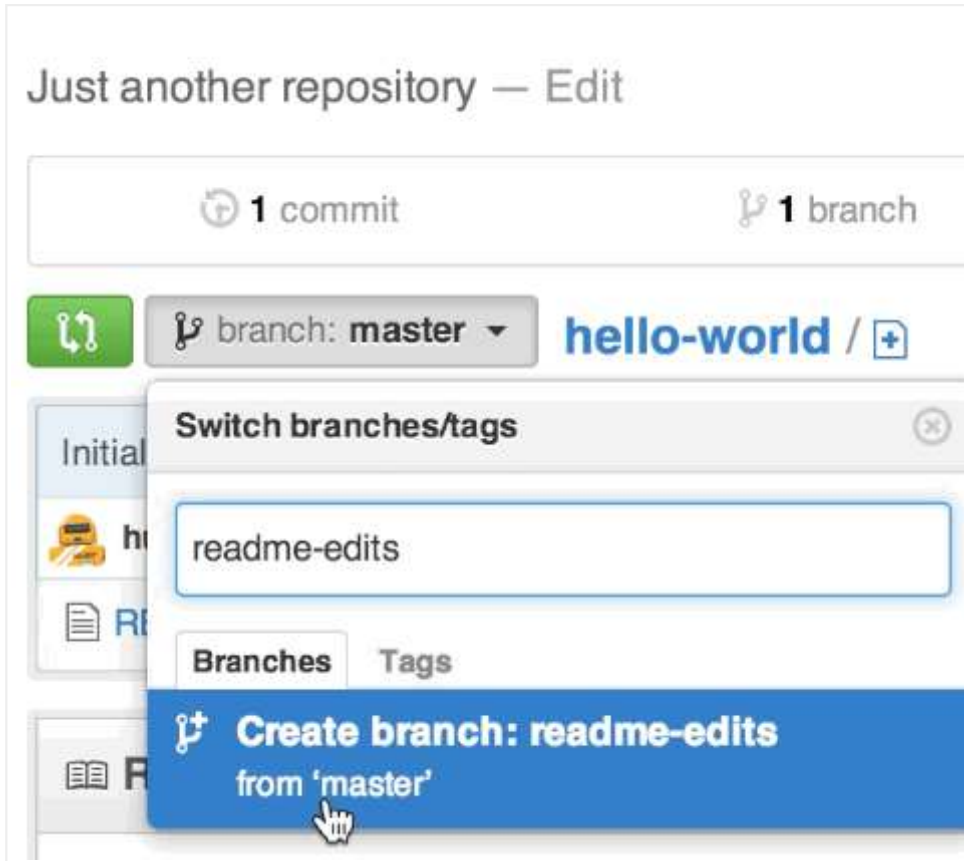 Just another repository — Edit
1 commit
1 branch
branch: master
hello-world /
Switch branches/tags
Initial
readme-edits
Branches Tags
Create branch: readme-edits
from ‘master’